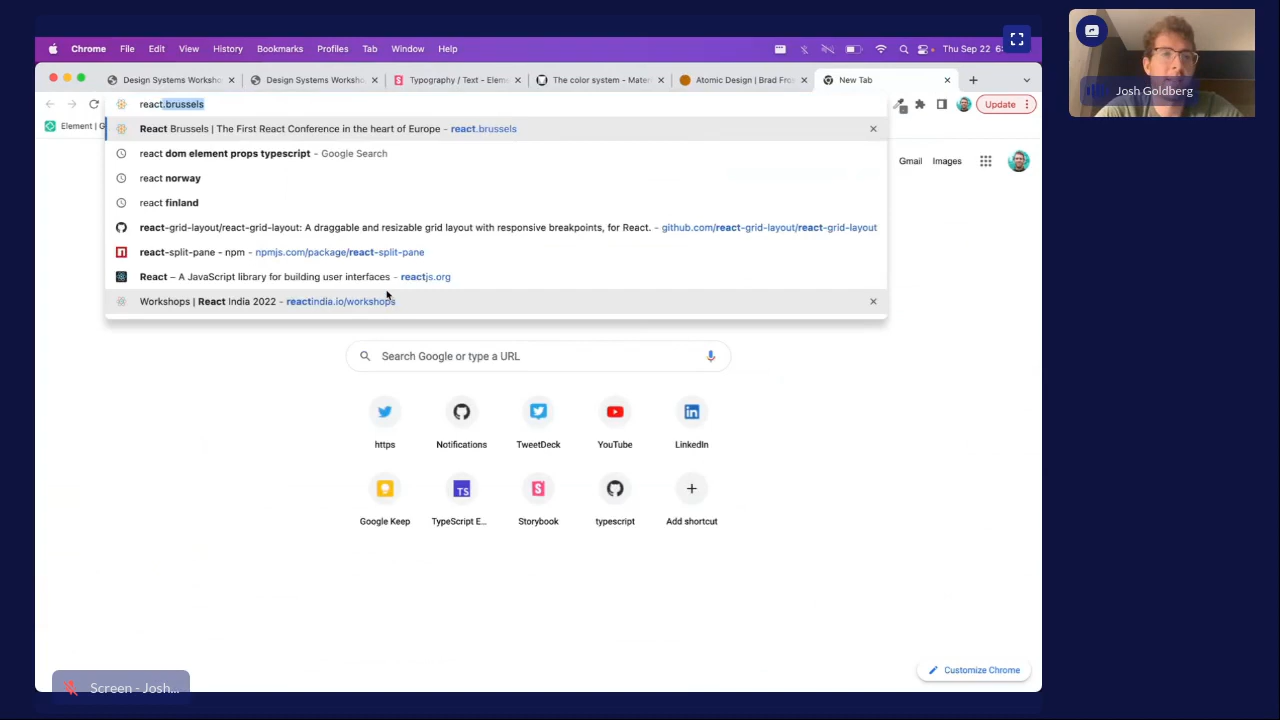 Chrome File Edit View History Bookmarks Profiles Tab Window Help Thu Sep 22
Design Systems Worksho
Design Systems Worksho
Typography / Text - Elem
The color system - Mater
Atomic Design | Brad Fros
New Tab
react.brussels
Update
Josh Goldberg
Element | G
React Brussels | The First React Conference in the heart of Europe - react.brussels
react dom element props typescript - Google Search
Gmail Images
react norway
react finland
react-grid-layout/react-grid-layout: A draggable and resizable grid layout with responsive breakpoints, for React. - github.com/react-grid-layout/react-grid-layout
react-split-pane - npm - npmjs.com/package/react-split-pane
React – A JavaScript library for building user interfaces - reactjs.org
Workshops | React India 2022 - reactindia.io/workshops
Search Google or type a URL
https Notifications TweetDeck YouTube LinkedIn
TS
Google Keep TypeScript E... Storybook typescript Add shortcut
Customize Chrome
Screen - Josh...